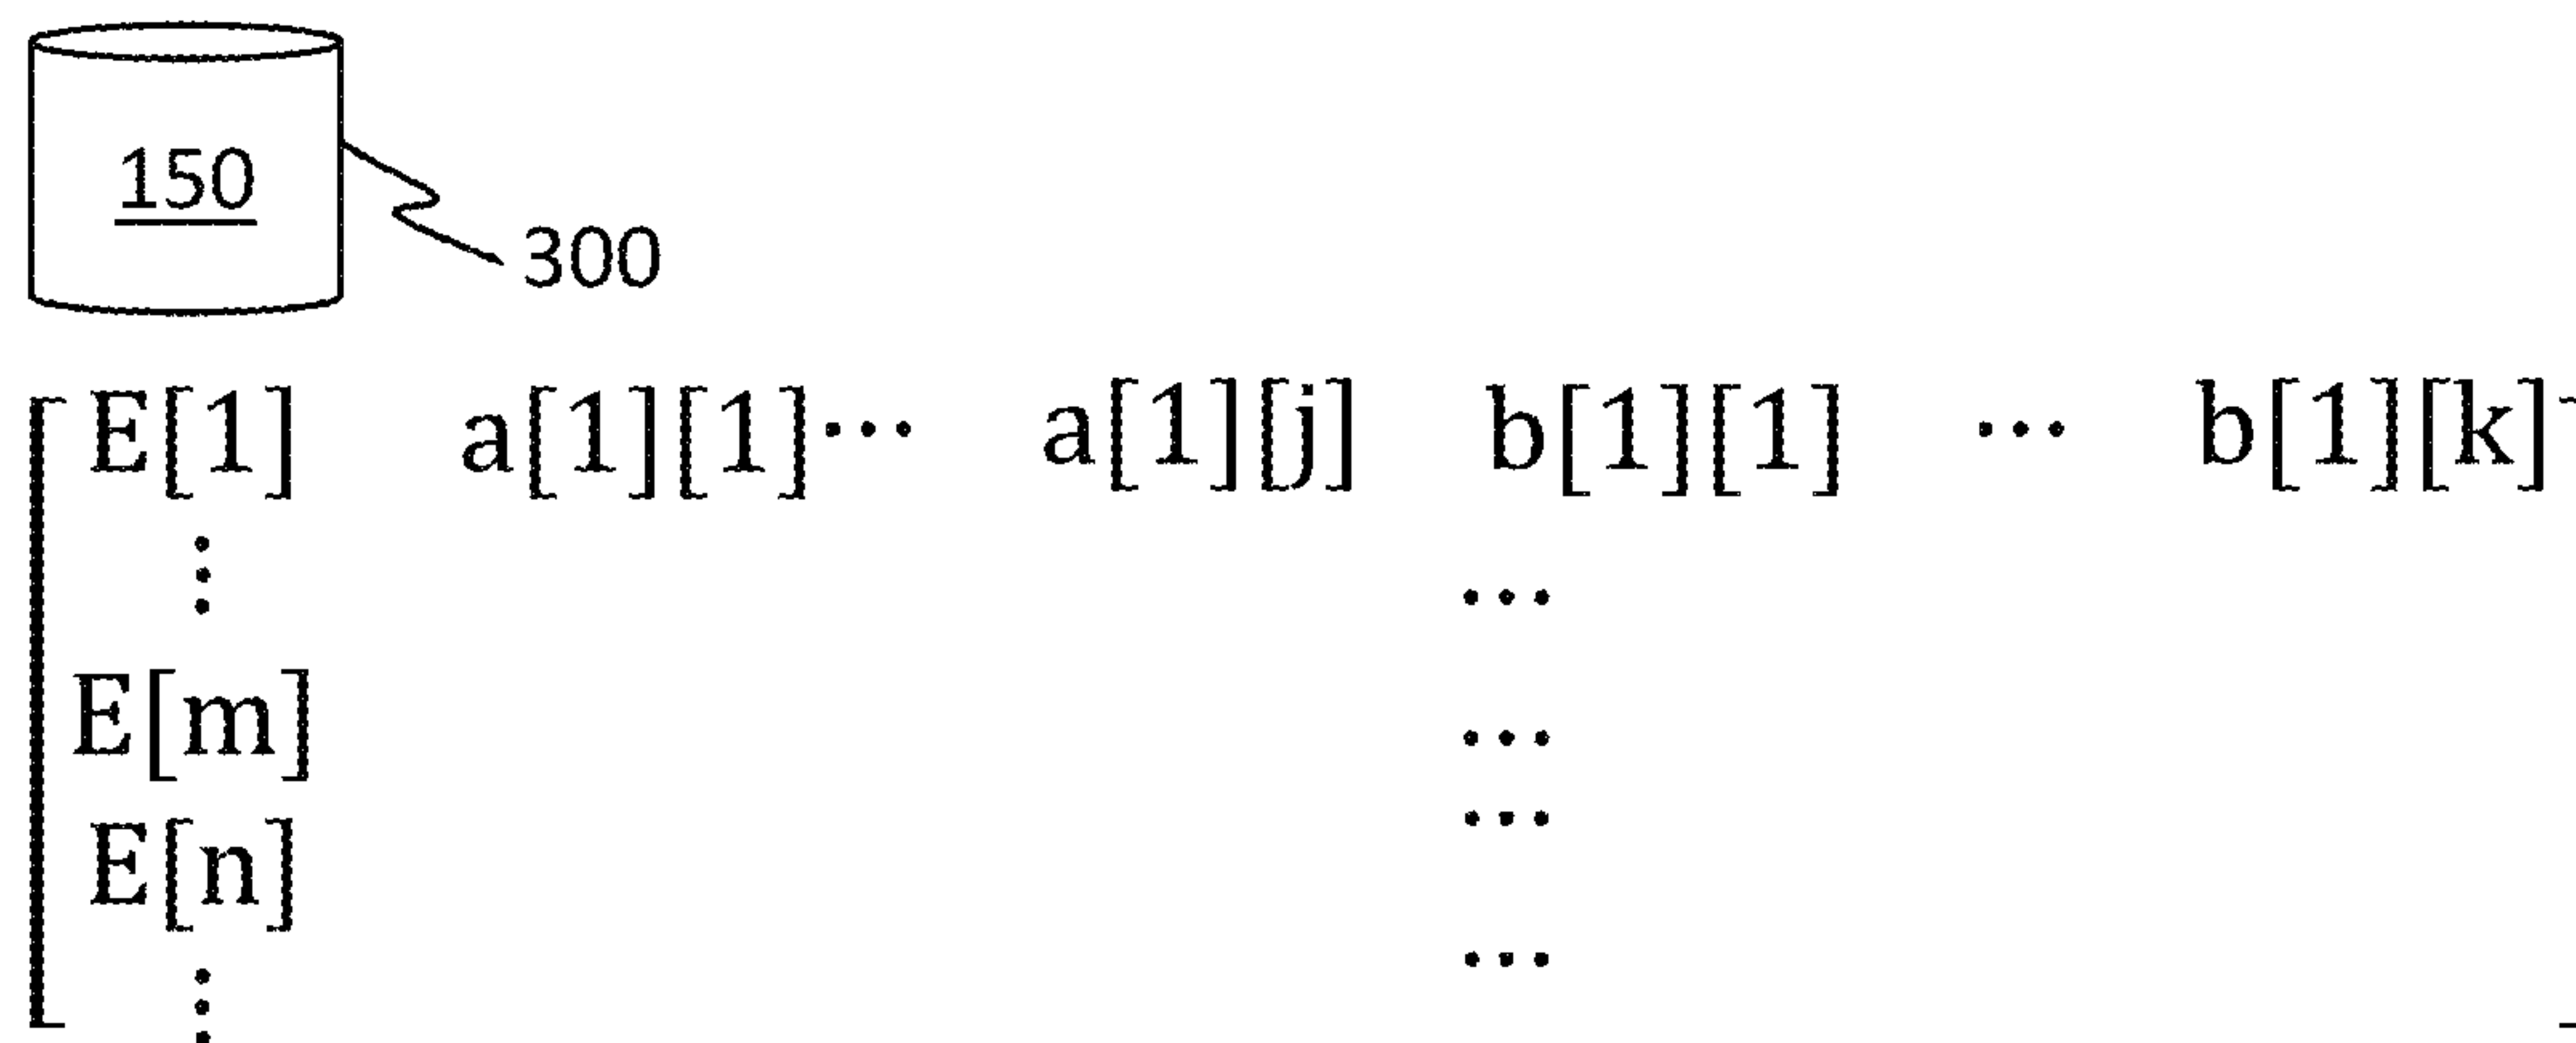 150
300
E[1] a[1][1] ··· a[1][j] b[1][1] ··· b[1][k]
⋮ ···
E[m] ···
E[n] ···
⋮ ···